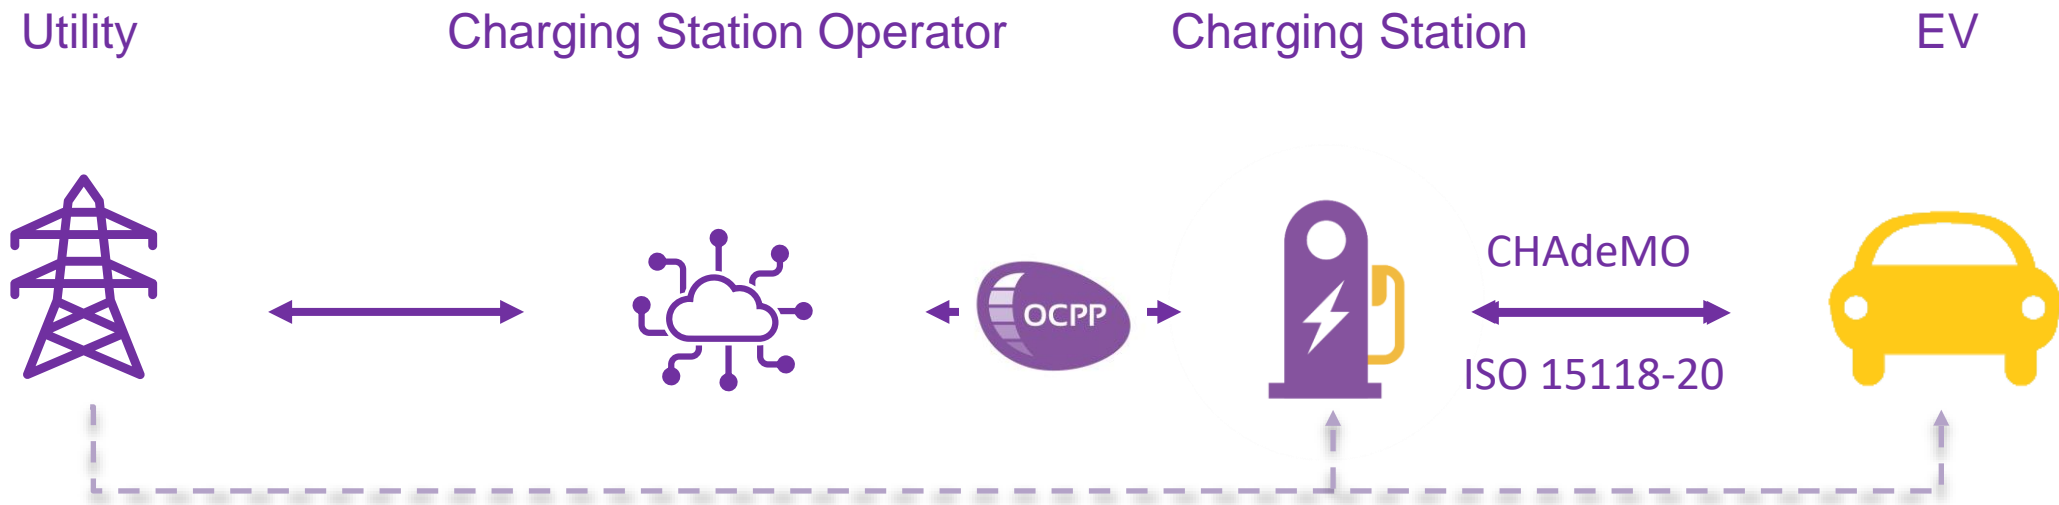 Utility
Charging Station Operator
Charging Station
EV
OCPP
CHAdeMO
ISO 15118-20